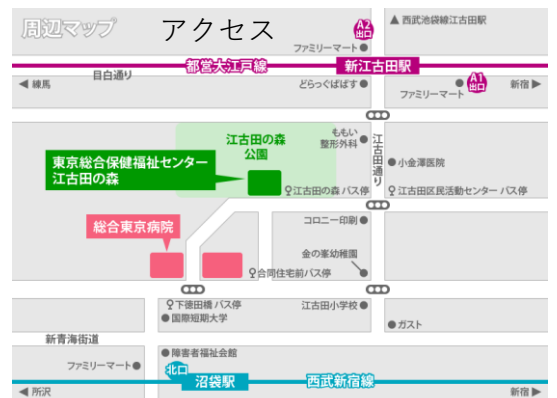 周辺マップ
アクセス
A2
出口
▲西武池袋線江古田駅
ファミリーマート
都営大江戸線
新江古田駅
目白通り
◀練馬
どらっぐぱぱす
A1
出口
ファミリーマート
新宿▶
江古田の森
公園
ももい
整形外科
江古田通り
東京総合保健福祉センター
江古田の森
小金澤医院
江古田の森 バス停
江古田区民活動センター バス停
総合東京病院
コロニー印刷
金の峯幼稚園
合同住宅前バス停
下徳田橋 バス停
国際短期大学
江古田小学校
ガスト
新青海街道
ファミリーマート
障害者福祉会館
北口
沼袋駅
西武新宿線
◀所沢
新宿▶